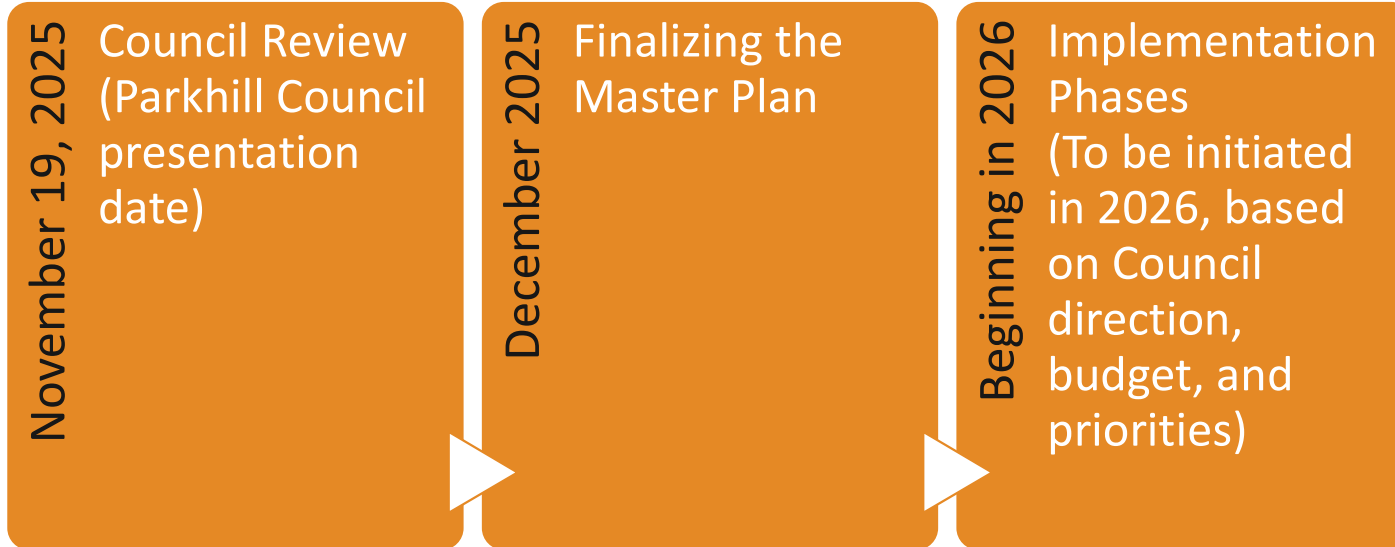 November 19, 2025
Council Review
(Parkhill Council
presentation
date)
December 2025
Finalizing the
Master Plan
Beginning in 2026
Implementation
Phases
(To be initiated
in 2026, based
on Council
direction,
budget, and
priorities)